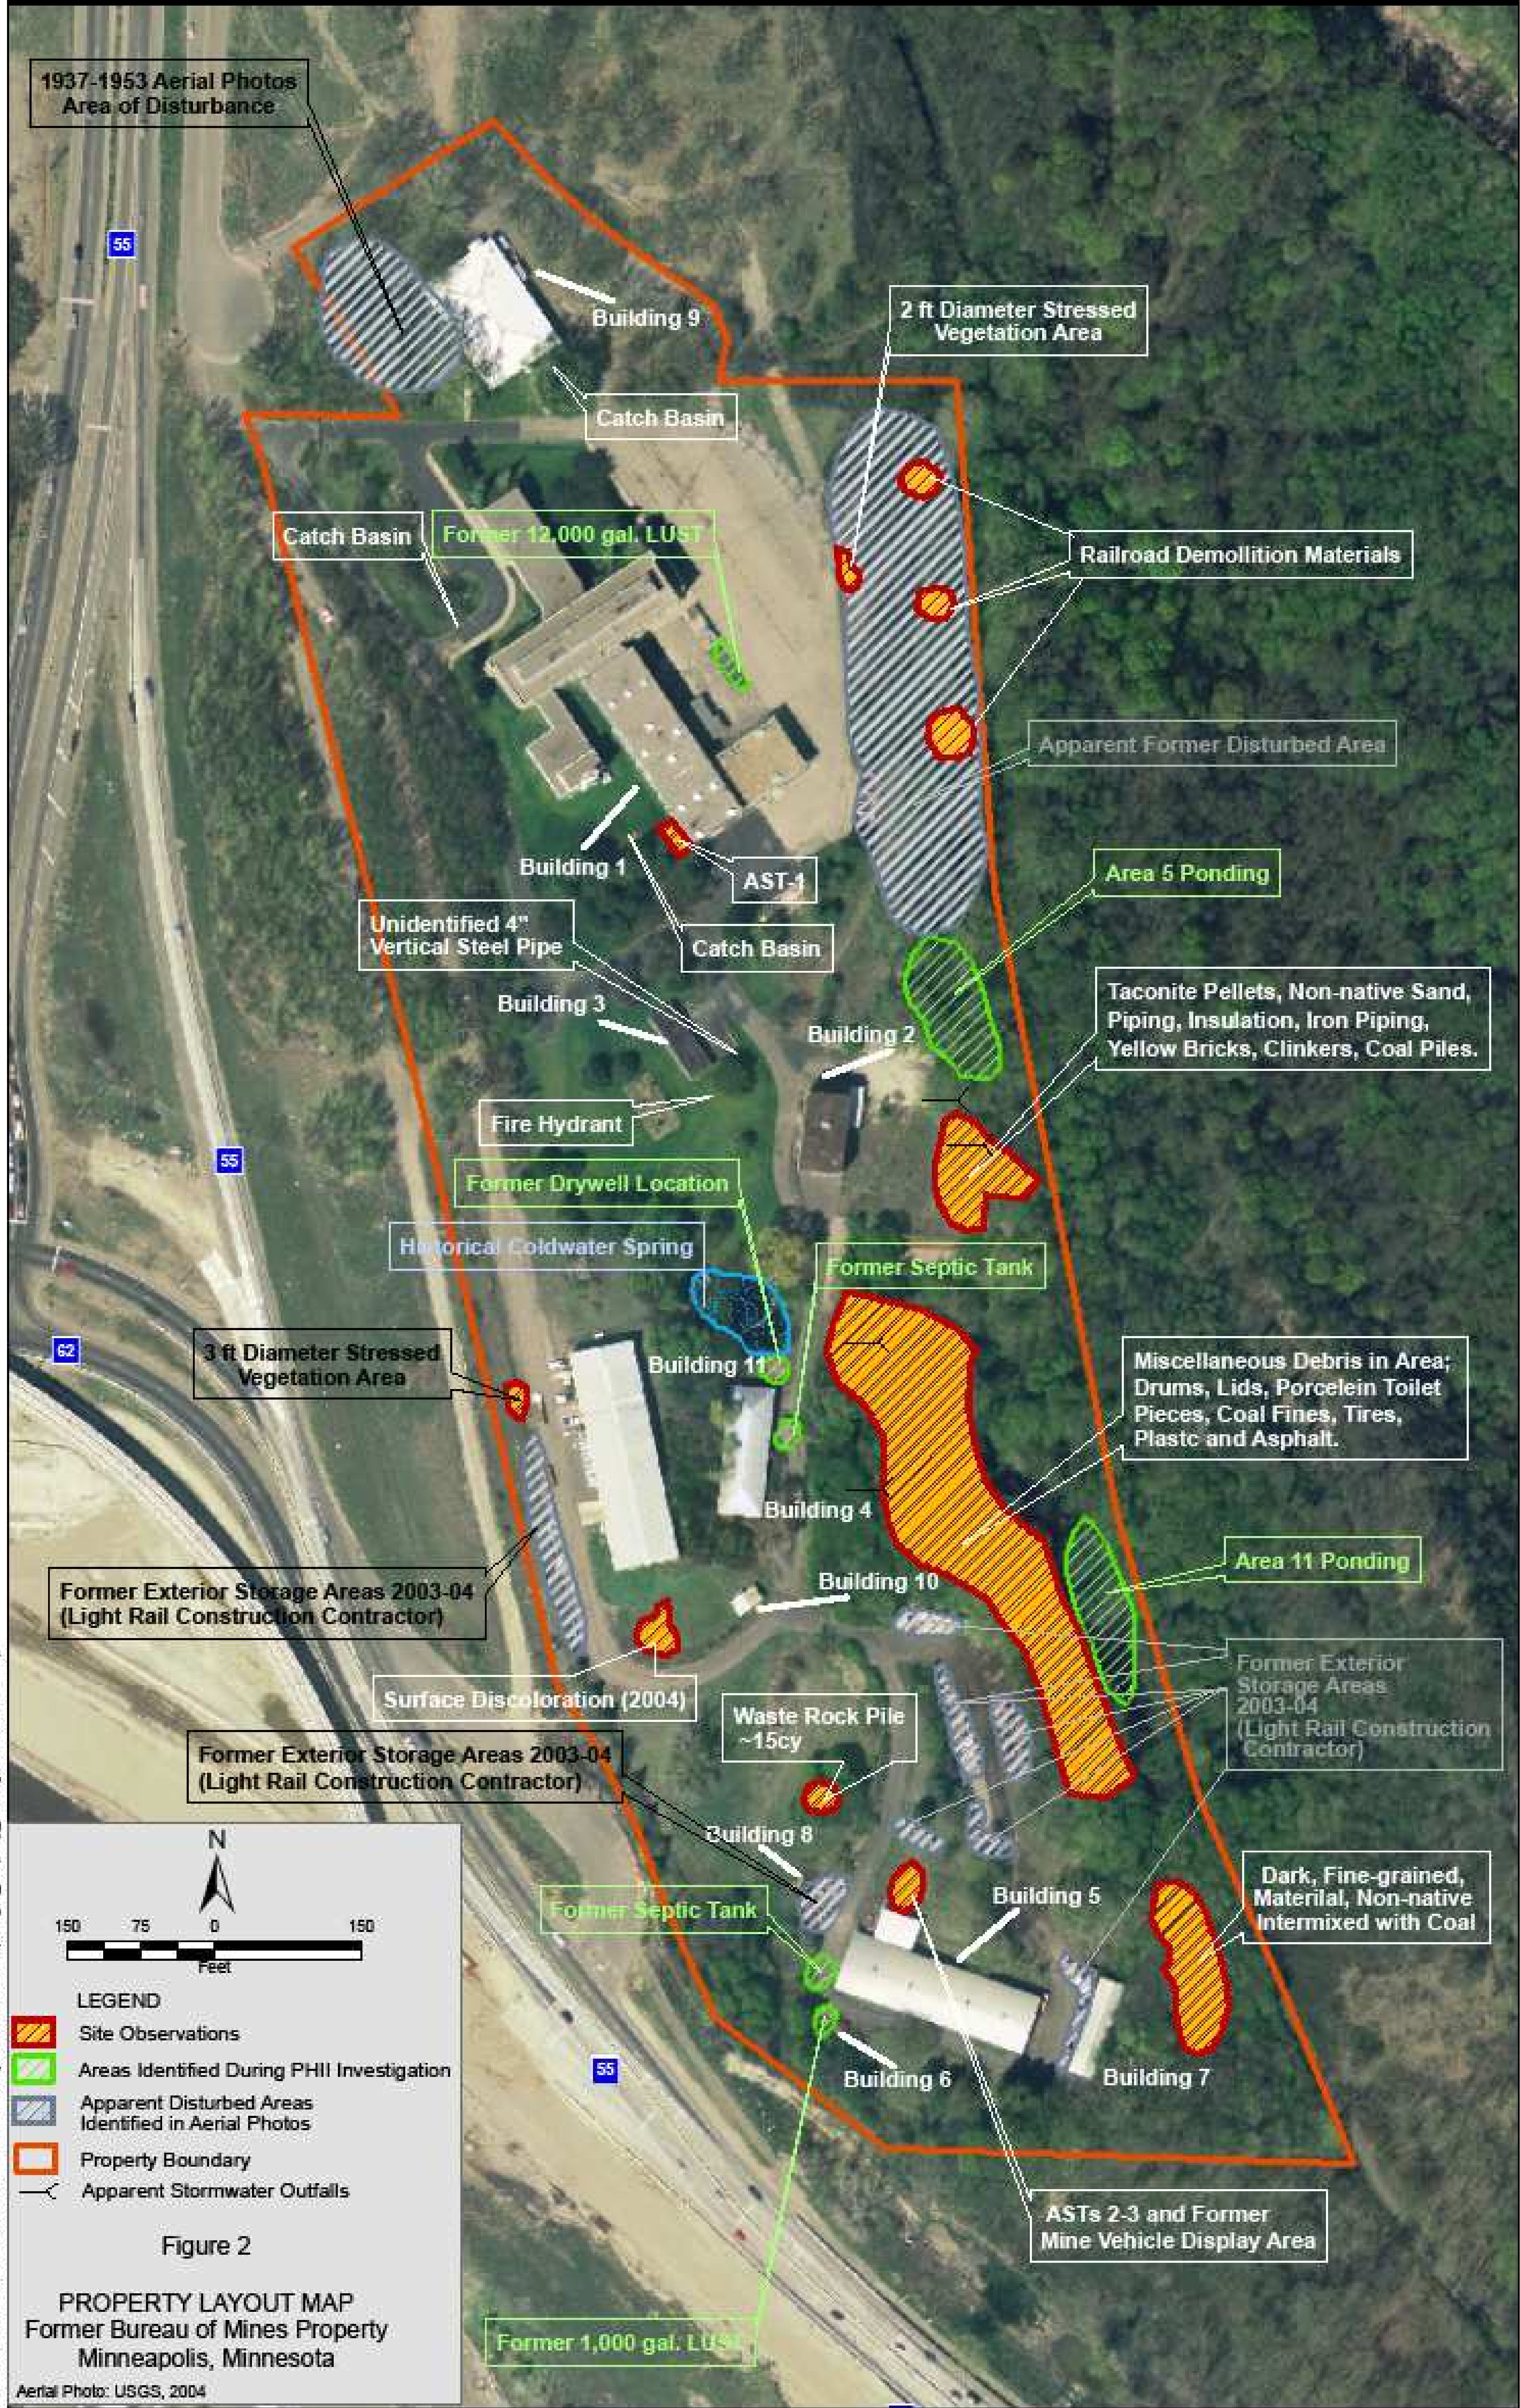 1937-1953 Aerial Photos
Area of Disturbance
55
Building 9
2 ft Diameter Stressed
Vegetation Area
Catch Basin
Catch Basin
Former 12,000 gal. LUST
Railroad Demollition Materials
Apparent Former Disturbed Area
Building 1
AST-1
Area 5 Ponding
Unidentified 4"
Vertical Steel Pipe
Catch Basin
Building 3
Building 2
Taconite Pellets, Non-native Sand,
Piping, Insulation, Iron Piping,
Yellow Bricks, Clinkers, Coal Piles.
Fire Hydrant
55
Former Drywell Location
Historical Coldwater Spring
Former Septic Tank
62
3 ft Diameter Stressed
Vegetation Area
Building 11
Miscellaneous Debris in Area;
Drums, Lids, Porcelein Toilet
Pieces, Coal Fines, Tires,
Plastc and Asphalt.
Building 4
Area 11 Ponding
Former Exterior Storage Areas 2003-04
(Light Rail Construction Contractor)
Building 10
Former Exterior
Storage Areas
2003-04
(Light Rail Construction
Contractor)
Surface Discoloration (2004)
Waste Rock Pile
~15cy
Former Exterior Storage Areas 2003-04
(Light Rail Construction Contractor)
Building 8
Dark, Fine-grained,
Materilal, Non-native
Intermixed with Coal
Building 5
Former Septic Tank
55
Building 6
Building 7
ASTs 2-3 and Former
Mine Vehicle Display Area
Former 1,000 gal. LUST
N
150 75 0 150
Feet
LEGEND
Site Observations
Areas Identified During PHII Investigation
Apparent Disturbed Areas
Identified in Aerial Photos
Property Boundary
Apparent Stormwater Outfalls
Figure 2
PROPERTY LAYOUT MAP
Former Bureau of Mines Property
Minneapolis, Minnesota
Aerial Photo: USGS, 2004